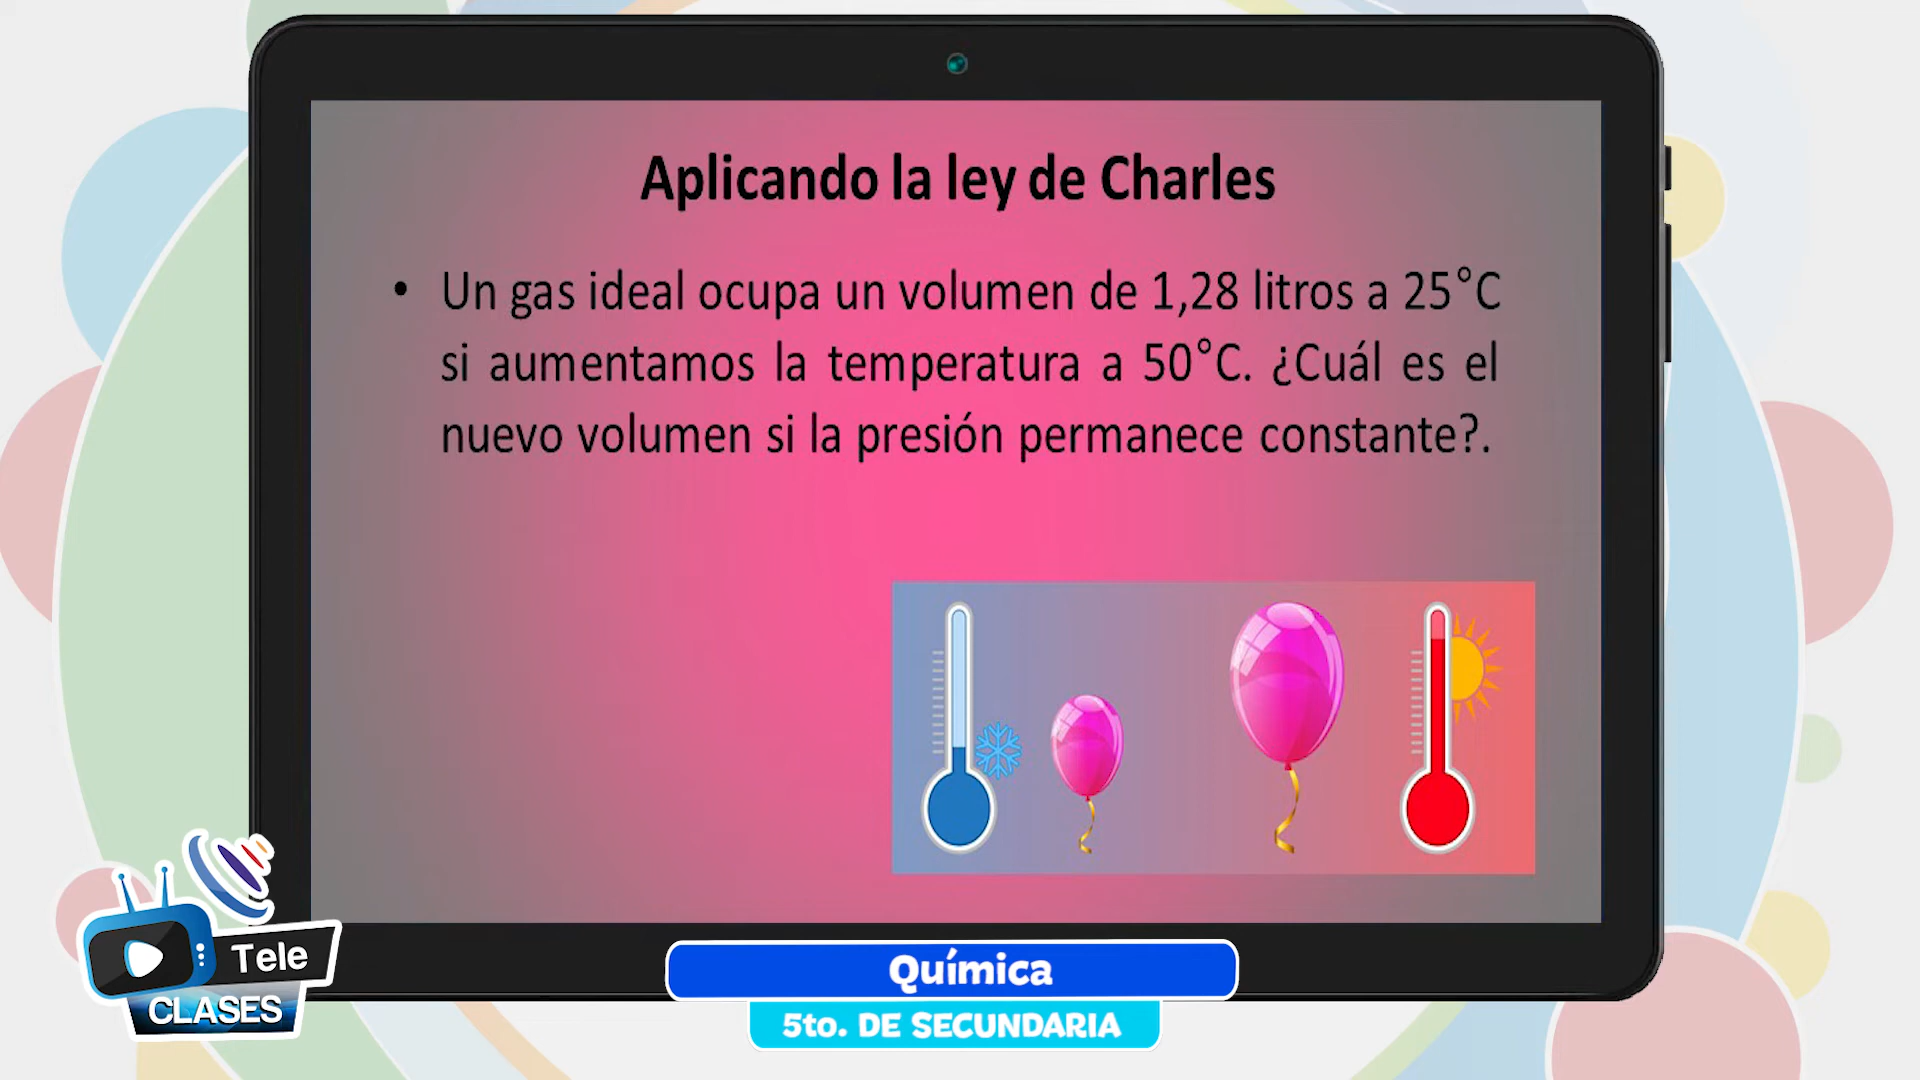 Aplicando la ley de Charles
• Un gas ideal ocupa un volumen de 1,28 litros a 25°C
si aumentamos la temperatura a 50°C. ¿Cuál es el
nuevo volumen si la presión permanece constante?.
Tele
CLASES
Química
5to. DE SECUNDARIA